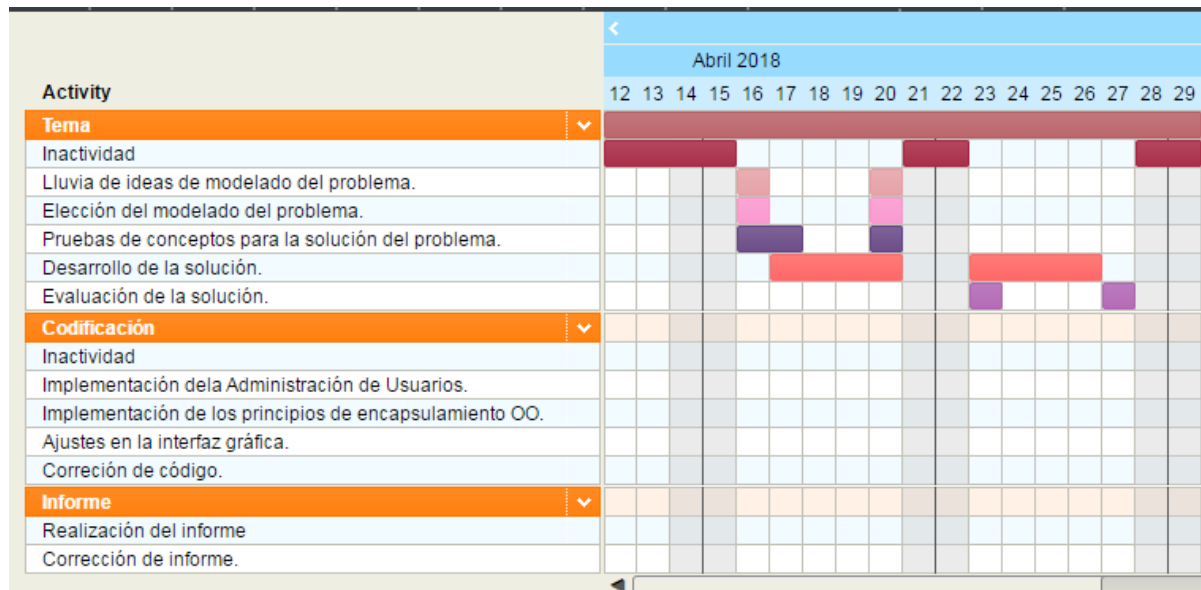 Abril 2018
Activity 12 13 14 15 16 17 18 19 20 21 22 23 24 25 26 27 28 29
Tema
Inactividad
Lluvia de ideas de modelado del problema.
Elección del modelado del problema.
Pruebas de conceptos para la solución del problema.
Desarrollo de la solución.
Evaluación de la solución.
Codificación
Inactividad
Implementación dela Administración de Usuarios.
Implementación de los principios de encapsulamiento OO.
Ajustes en la interfaz gráfica.
Correción de código.
Informe
Realización del informe
Corrección de informe.